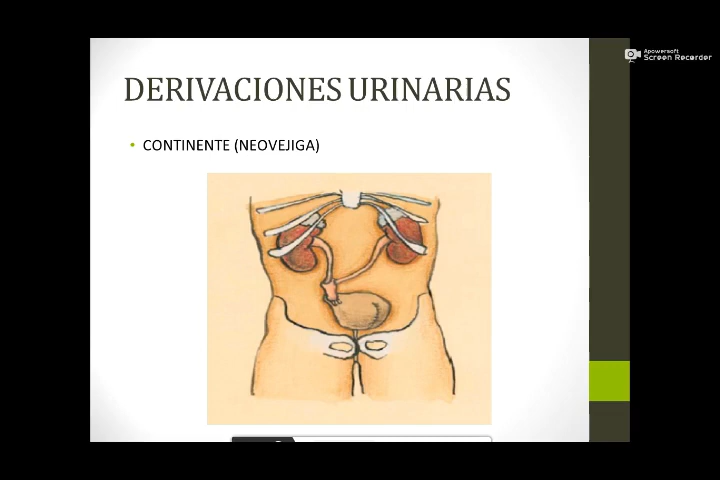 Apowersoft
Screen Recorder
DERIVACIONES URINARIAS
• CONTINENTE (NEOVEJIGA)